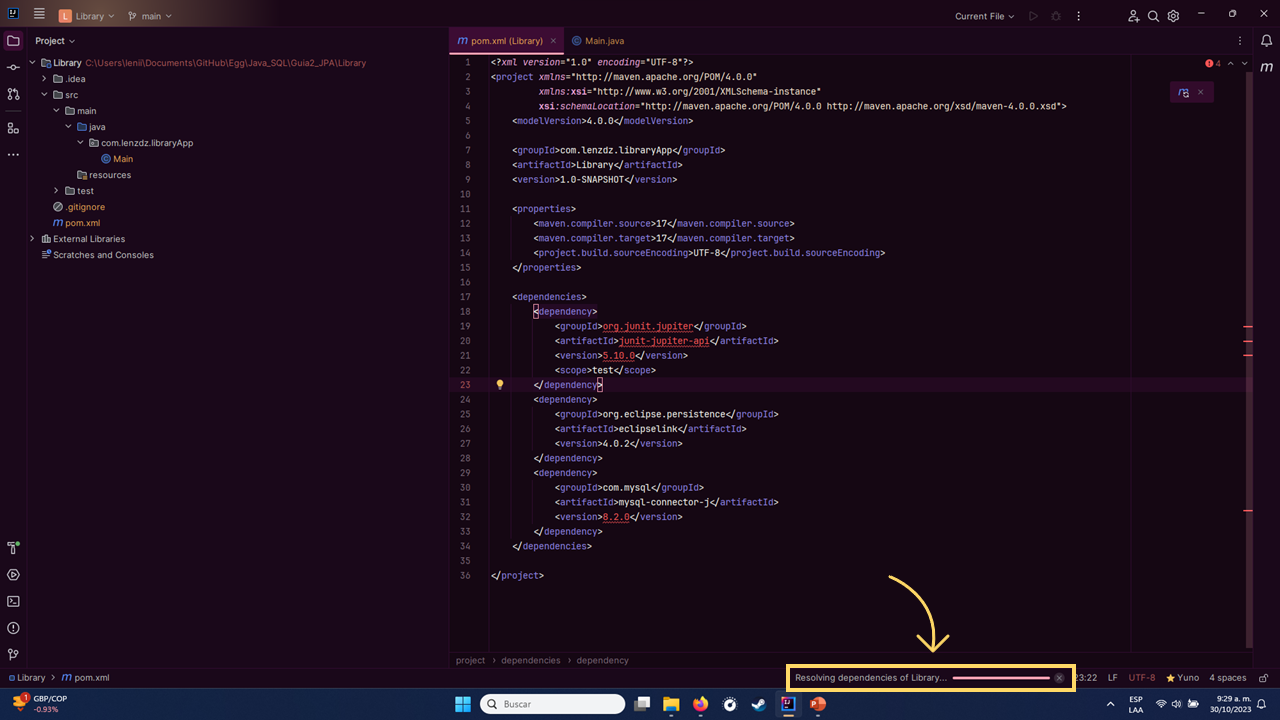 Library
main
Current File
Project
pom.xml (Library)
Main.java
Library C:\Users\lenii\Documents\GitHub\Egg\Java_SQL\Guia2_JPA\Library
.idea
src
main
java
com.lenzdz.libraryApp
Main
resources
test
.gitignore
pom.xml
External Libraries
Scratches and Consoles
4
1 <?xml version="1.0" encoding="UTF-8"?>
2 <project xmlns="http://maven.apache.org/POM/4.0.0"
3 xmlns:xsi="http://www.w3.org/2001/XMLSchema-instance"
4 xsi:schemaLocation="http://maven.apache.org/POM/4.0.0 http://maven.apache.org/xsd/maven-4.0.0.xsd">
5 <modelVersion>4.0.0</modelVersion>
6
7 <groupId>com.lenzdz.libraryApp</groupId>
8 <artifactId>Library</artifactId>
9 <version>1.0-SNAPSHOT</version>
10
11 <properties>
12 <maven.compiler.source>17</maven.compiler.source>
13 <maven.compiler.target>17</maven.compiler.target>
14 <project.build.sourceEncoding>UTF-8</project.build.sourceEncoding>
15 </properties>
16
17 <dependencies>
18 <dependency>
19 <groupId>org.junit.jupiter</groupId>
20 <artifactId>junit-jupiter-api</artifactId>
21 <version>5.10.0</version>
22 <scope>test</scope>
23 </dependency>
24 <dependency>
25 <groupId>org.eclipse.persistence</groupId>
26 <artifactId>eclipselink</artifactId>
27 <version>4.0.2</version>
28 </dependency>
29 <dependency>
30 <groupId>com.mysql</groupId>
31 <artifactId>mysql-connector-j</artifactId>
32 <version>8.2.0</version>
33 </dependency>
34 </dependencies>
35
36 </project>
project > dependencies > dependency
Library > pom.xml
Resolving dependencies of Library...
23:22 LF UTF-8 Yuno 4 spaces
1
GBP/COP
-0.93%
Buscar
ESP
LAA
9:29 a. m.
30/10/2023